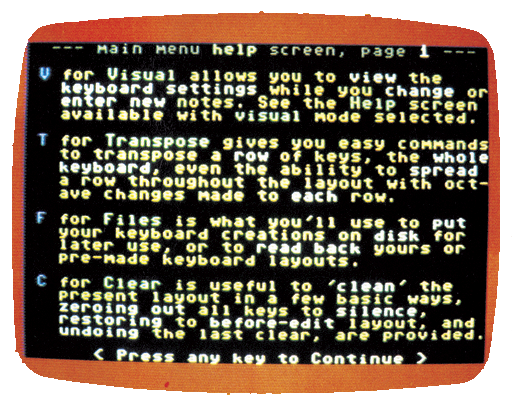 --- Main Menu help screen, page 1 ---
V for Visual allows you to view the
keyboard settings while you change or
enter new notes. See the Help screen
available with visual mode selected.
T for Transpose gives you easy commands
to transpose a row of keys, the whole
keyboard, even the ability to spread
a row throughout the layout with oct-
ave changes made to each row.
F for Files is what you'll use to put
your keyboard creations on disk for
later use, or to read back yours or
pre-made keyboard layouts.
C for Clear is useful to 'clean' the
present layout in a few basic ways,
zeroing out all keys to silence,
restoring to before-edit layout, and
undoing the last clear, are provided.
< Press any key to Continue >